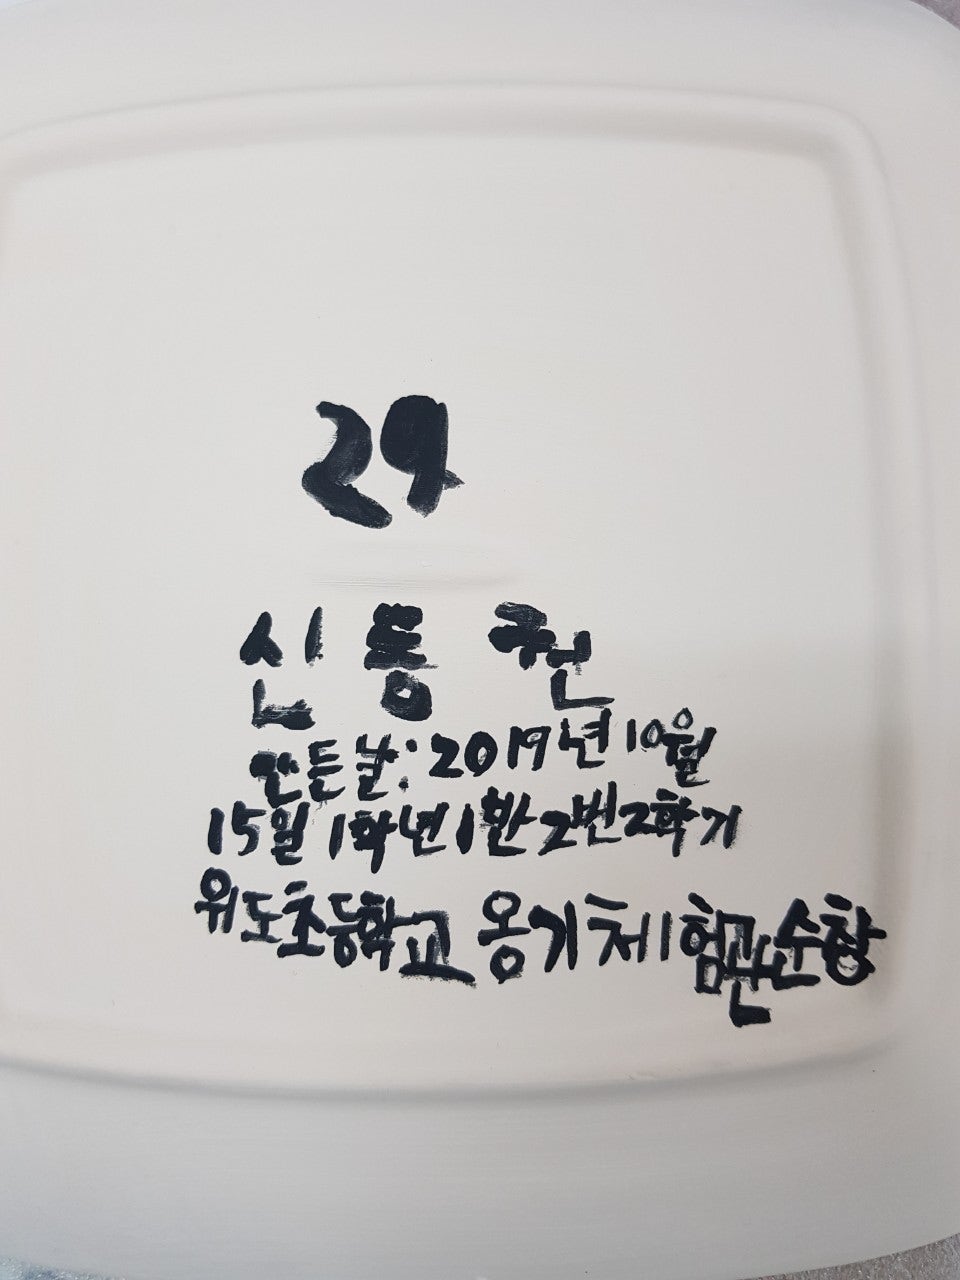 29
신동훤
만든날:2019년10월
15일1학년1반2번2학기
위도초등학교 옹기체험관순창